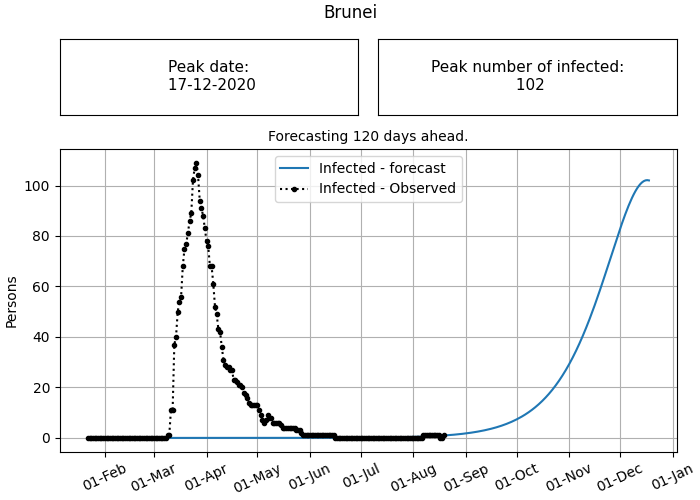 Brunei
Peak date:
17-12-2020
Peak number of infected:
102
Forecasting 120 days ahead.
Infected - forecast
Infected - Observed
Persons
100
80
60
40
20
0
01-Feb
01-Mar
01-Apr
01-May
01-Jun
01-Jul
01-Aug
01-Sep
01-Oct
01-Nov
01-Dec
01-Jan